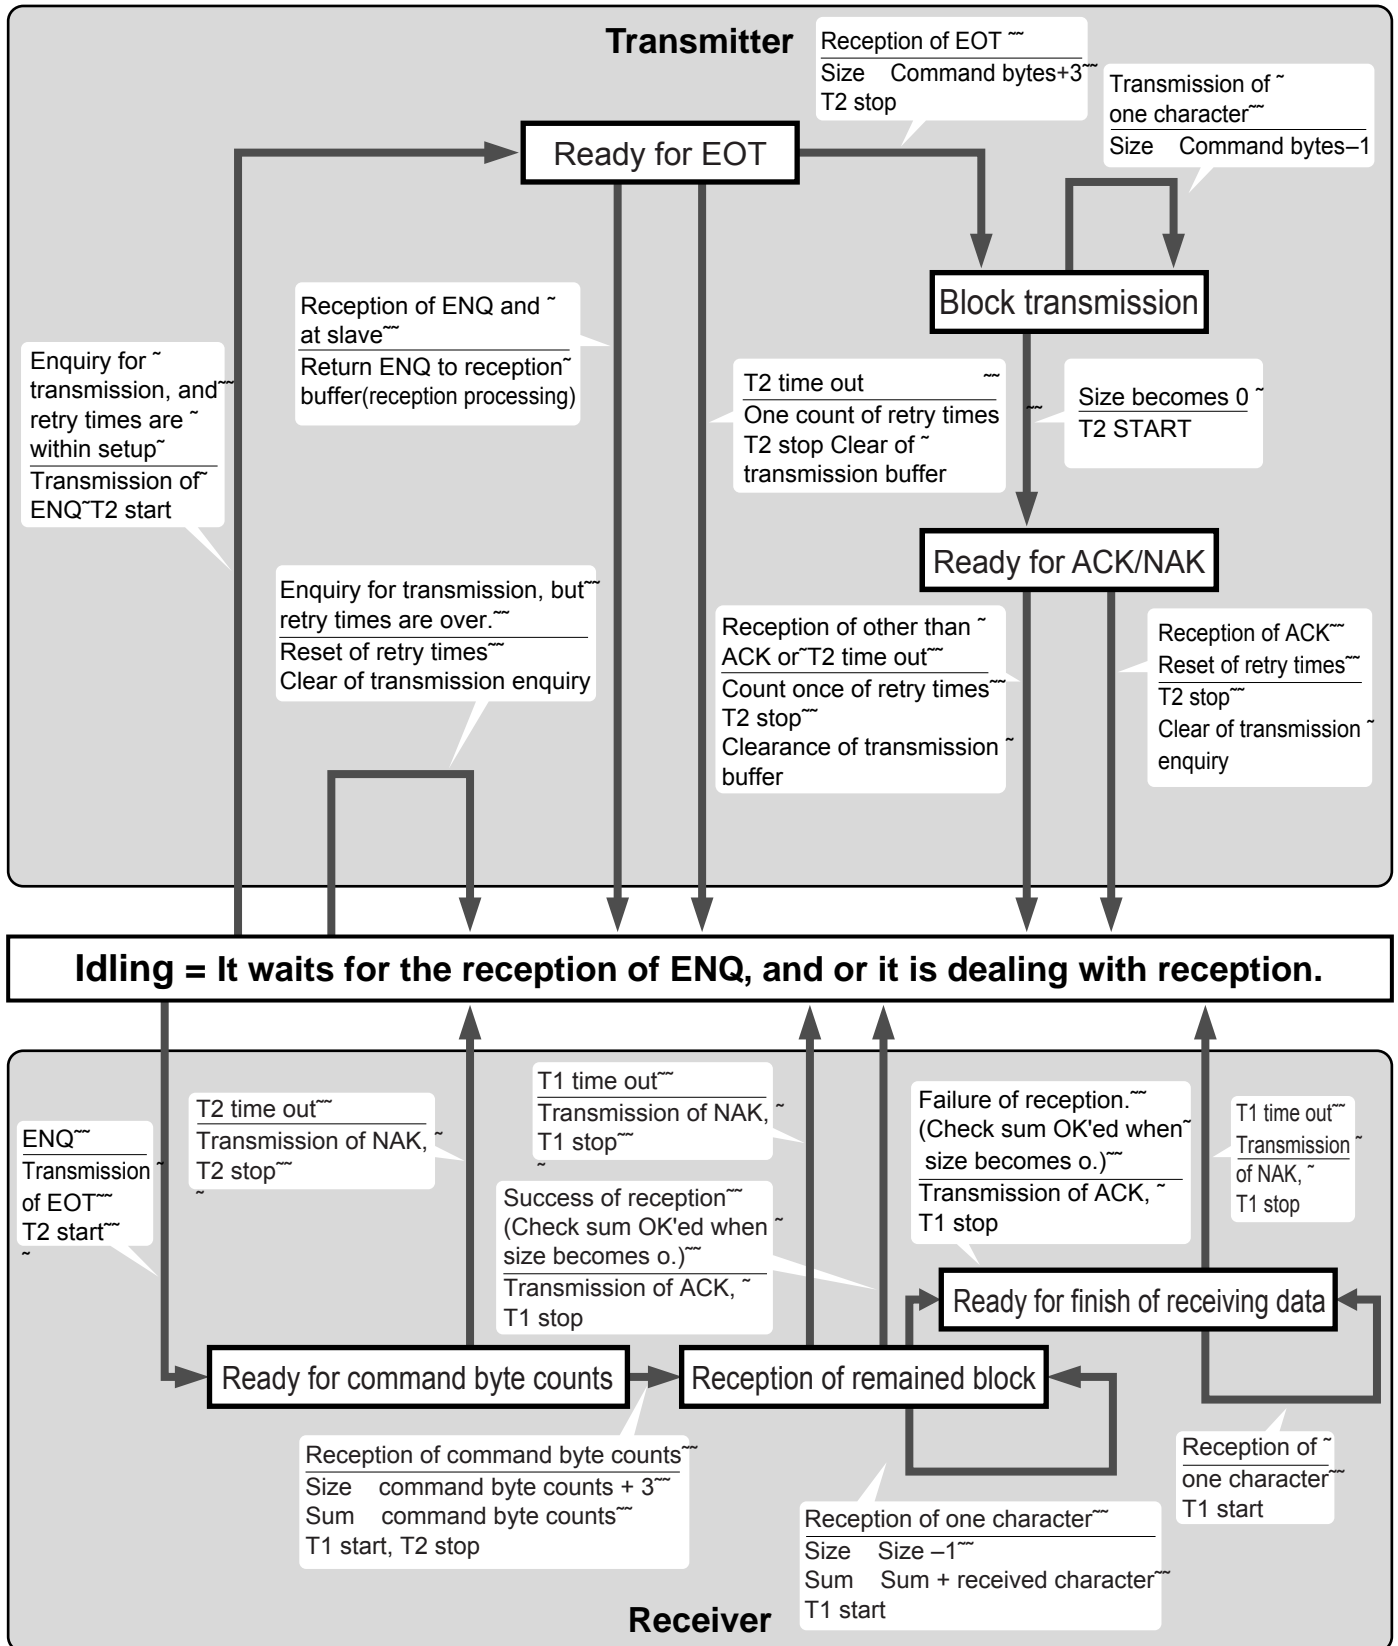 Transmitter
Reception of EOT ˜˜
Size Command bytes+3˜˜
T2 stop
Transmission of ˜
one character˜˜
Size Command bytes–1
Ready for EOT
Block transmission
Reception of ENQ and ˜
at slave˜˜
Return ENQ to reception˜
buffer(reception processing)
Enquiry for ˜
transmission, and˜˜
retry times are ˜
within setup˜
Transmission of˜
ENQ˜T2 start
T2 time out ˜˜
One count of retry times ˜˜
T2 stop Clear of ˜
transmission buffer
Size becomes 0 ˜
T2 START
Ready for ACK/NAK
Enquiry for transmission, but˜˜
retry times are over.˜˜
Reset of retry times˜˜
Clear of transmission enquiry
Reception of other than ˜
ACK or˜T2 time out˜˜
Count once of retry times˜˜
T2 stop˜˜
Clearance of transmission ˜
buffer
Reception of ACK˜˜
Reset of retry times˜˜
T2 stop˜˜
Clear of transmission ˜
enquiry
Idling = It waits for the reception of ENQ, and or it is dealing with reception.
ENQ˜˜
Transmission ˜
of EOT˜˜
T2 start˜˜
˜
T2 time out˜˜
Transmission of NAK, ˜
T2 stop˜˜
˜
T1 time out˜˜
Transmission of NAK, ˜
T1 stop˜˜
˜
Success of reception˜˜
(Check sum OK'ed when ˜
size becomes o.)˜˜
Transmission of ACK, ˜
T1 stop
Failure of reception.˜˜
(Check sum OK'ed when˜
size becomes o.)˜˜
Transmission of ACK, ˜
T1 stop
T1 time out˜˜
Transmission ˜
of NAK, ˜
T1 stop
Ready for finish of receiving data
Ready for command byte counts
Reception of remained block
Reception of command byte counts˜˜
Size command byte counts + 3˜˜
Sum command byte counts˜˜
T1 start, T2 stop
Reception of one character˜˜
Size Size –1˜˜
Sum Sum + received character˜˜
T1 start
Reception of ˜
one character˜˜
T1 start
Receiver